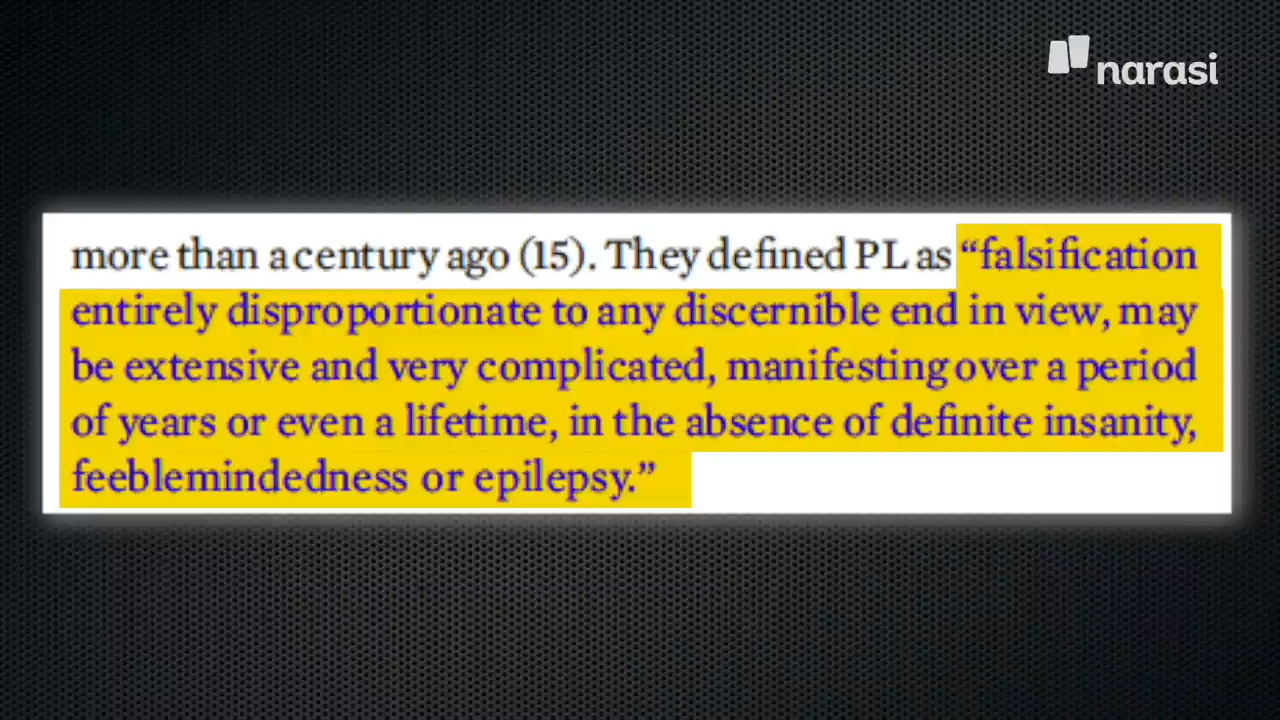 narasi
more than a century ago (15). They defined PL as “falsification
entirely disproportionate to any discernible end in view, may
be extensive and very complicated, manifesting over a period
of years or even a lifetime, in the absence of definite insanity,
feeblemindedness or epilepsy.”